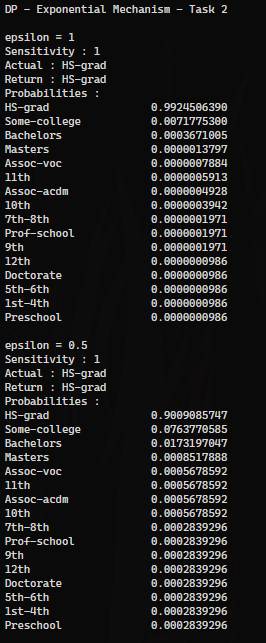 DP - Exponential Mechanism - Task 2
epsilon = 1
Sensitivity : 1
Actual : HS-grad
Return : HS-grad
Probabilities :
HS-grad 0.9924506390
Some-college 0.0071775300
Bachelors 0.0003671005
Masters 0.0000013797
Assoc-voc 0.0000007884
11th 0.0000005913
Assoc-acdm 0.0000004928
10th 0.0000003942
7th-8th 0.0000001971
Prof-school 0.0000001971
9th 0.0000001971
12th 0.0000000986
Doctorate 0.0000000986
5th-6th 0.0000000986
1st-4th 0.0000000986
Preschool 0.0000000986
epsilon = 0.5
Sensitivity : 1
Actual : HS-grad
Return : HS-grad
Probabilities :
HS-grad 0.9009085747
Some-college 0.0763770585
Bachelors 0.0173197047
Masters 0.0008517888
Assoc-voc 0.0005678592
11th 0.0005678592
Assoc-acdm 0.0005678592
10th 0.0005678592
7th-8th 0.0002839296
Prof-school 0.0002839296
9th 0.0002839296
12th 0.0002839296
Doctorate 0.0002839296
5th-6th 0.0002839296
1st-4th 0.0002839296
Preschool 0.0002839296